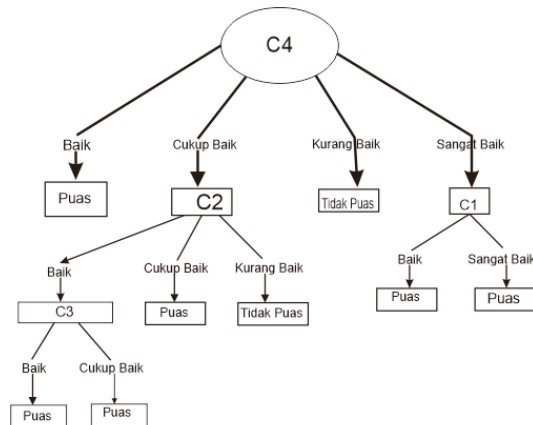 C4
Baik
Cukup Baik
Kurang Baik
Sangat Baik
Puas
C2
Tidak Puas
C1
Baik
Cukup Baik
Kurang Baik
Baik
Sangat Baik
C3
Puas
Tidak Puas
Puas
Puas
Baik
Cukup Baik
Puas
Puas